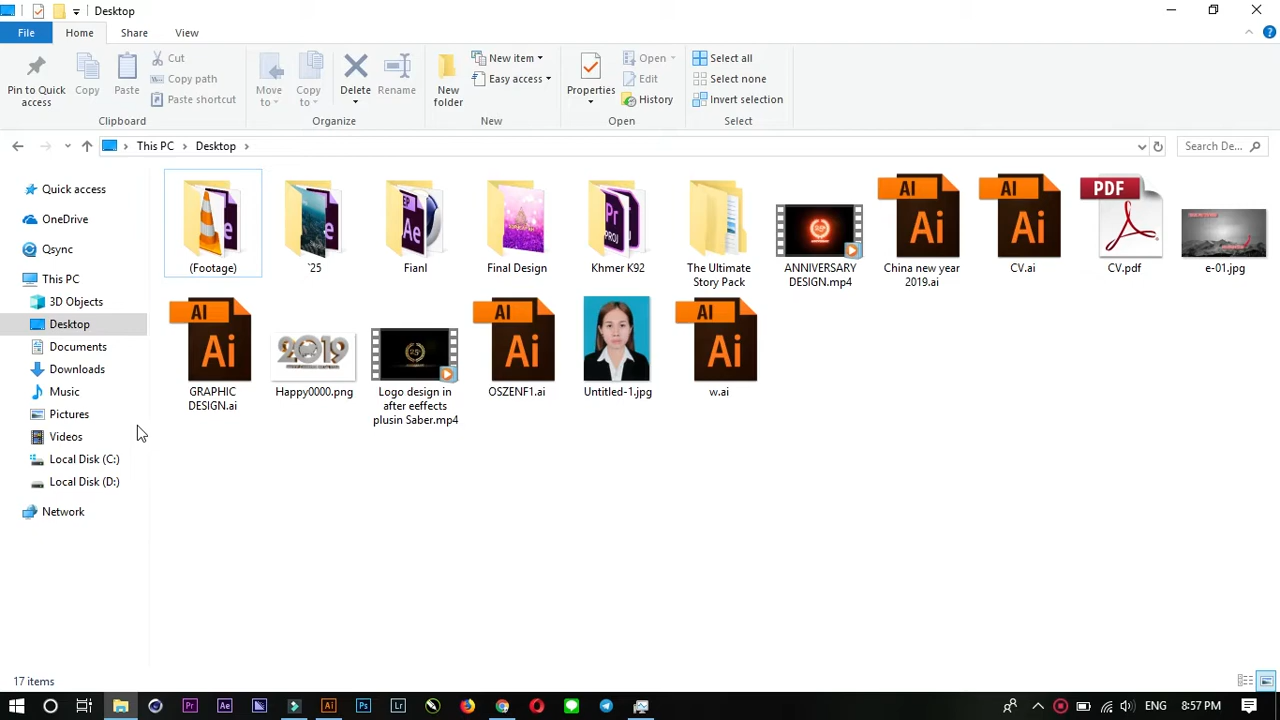 Desktop
File
Home
Share
View
Pin to Quick
access
Copy
Paste
Cut
Copy path
Paste shortcut
Clipboard
Move
to
Copy
to
Delete
Rename
Organize
New
folder
New item
Easy access
New
Properties
Open
Edit
History
Open
Select all
Select none
Invert selection
Select
This PC
Desktop
Search De...
Quick access
OneDrive
Qsync
This PC
3D Objects
Desktop
Documents
Downloads
Music
Pictures
Videos
Local Disk (C:)
Local Disk (D:)
Network
(Footage)
`25
Fianl
Final Design
Khmer K92
The Ultimate
Story Pack
ANNIVERSARY
DESIGN.mp4
China new year
2019.ai
CV.ai
CV.pdf
e-01.jpg
GRAPHIC
DESIGN.ai
Happy0000.png
Logo design in
after eeffects
plusin Saber.mp4
OSZENF1.ai
Untitled-1.jpg
w.ai
17 items
ENG
8:57 PM